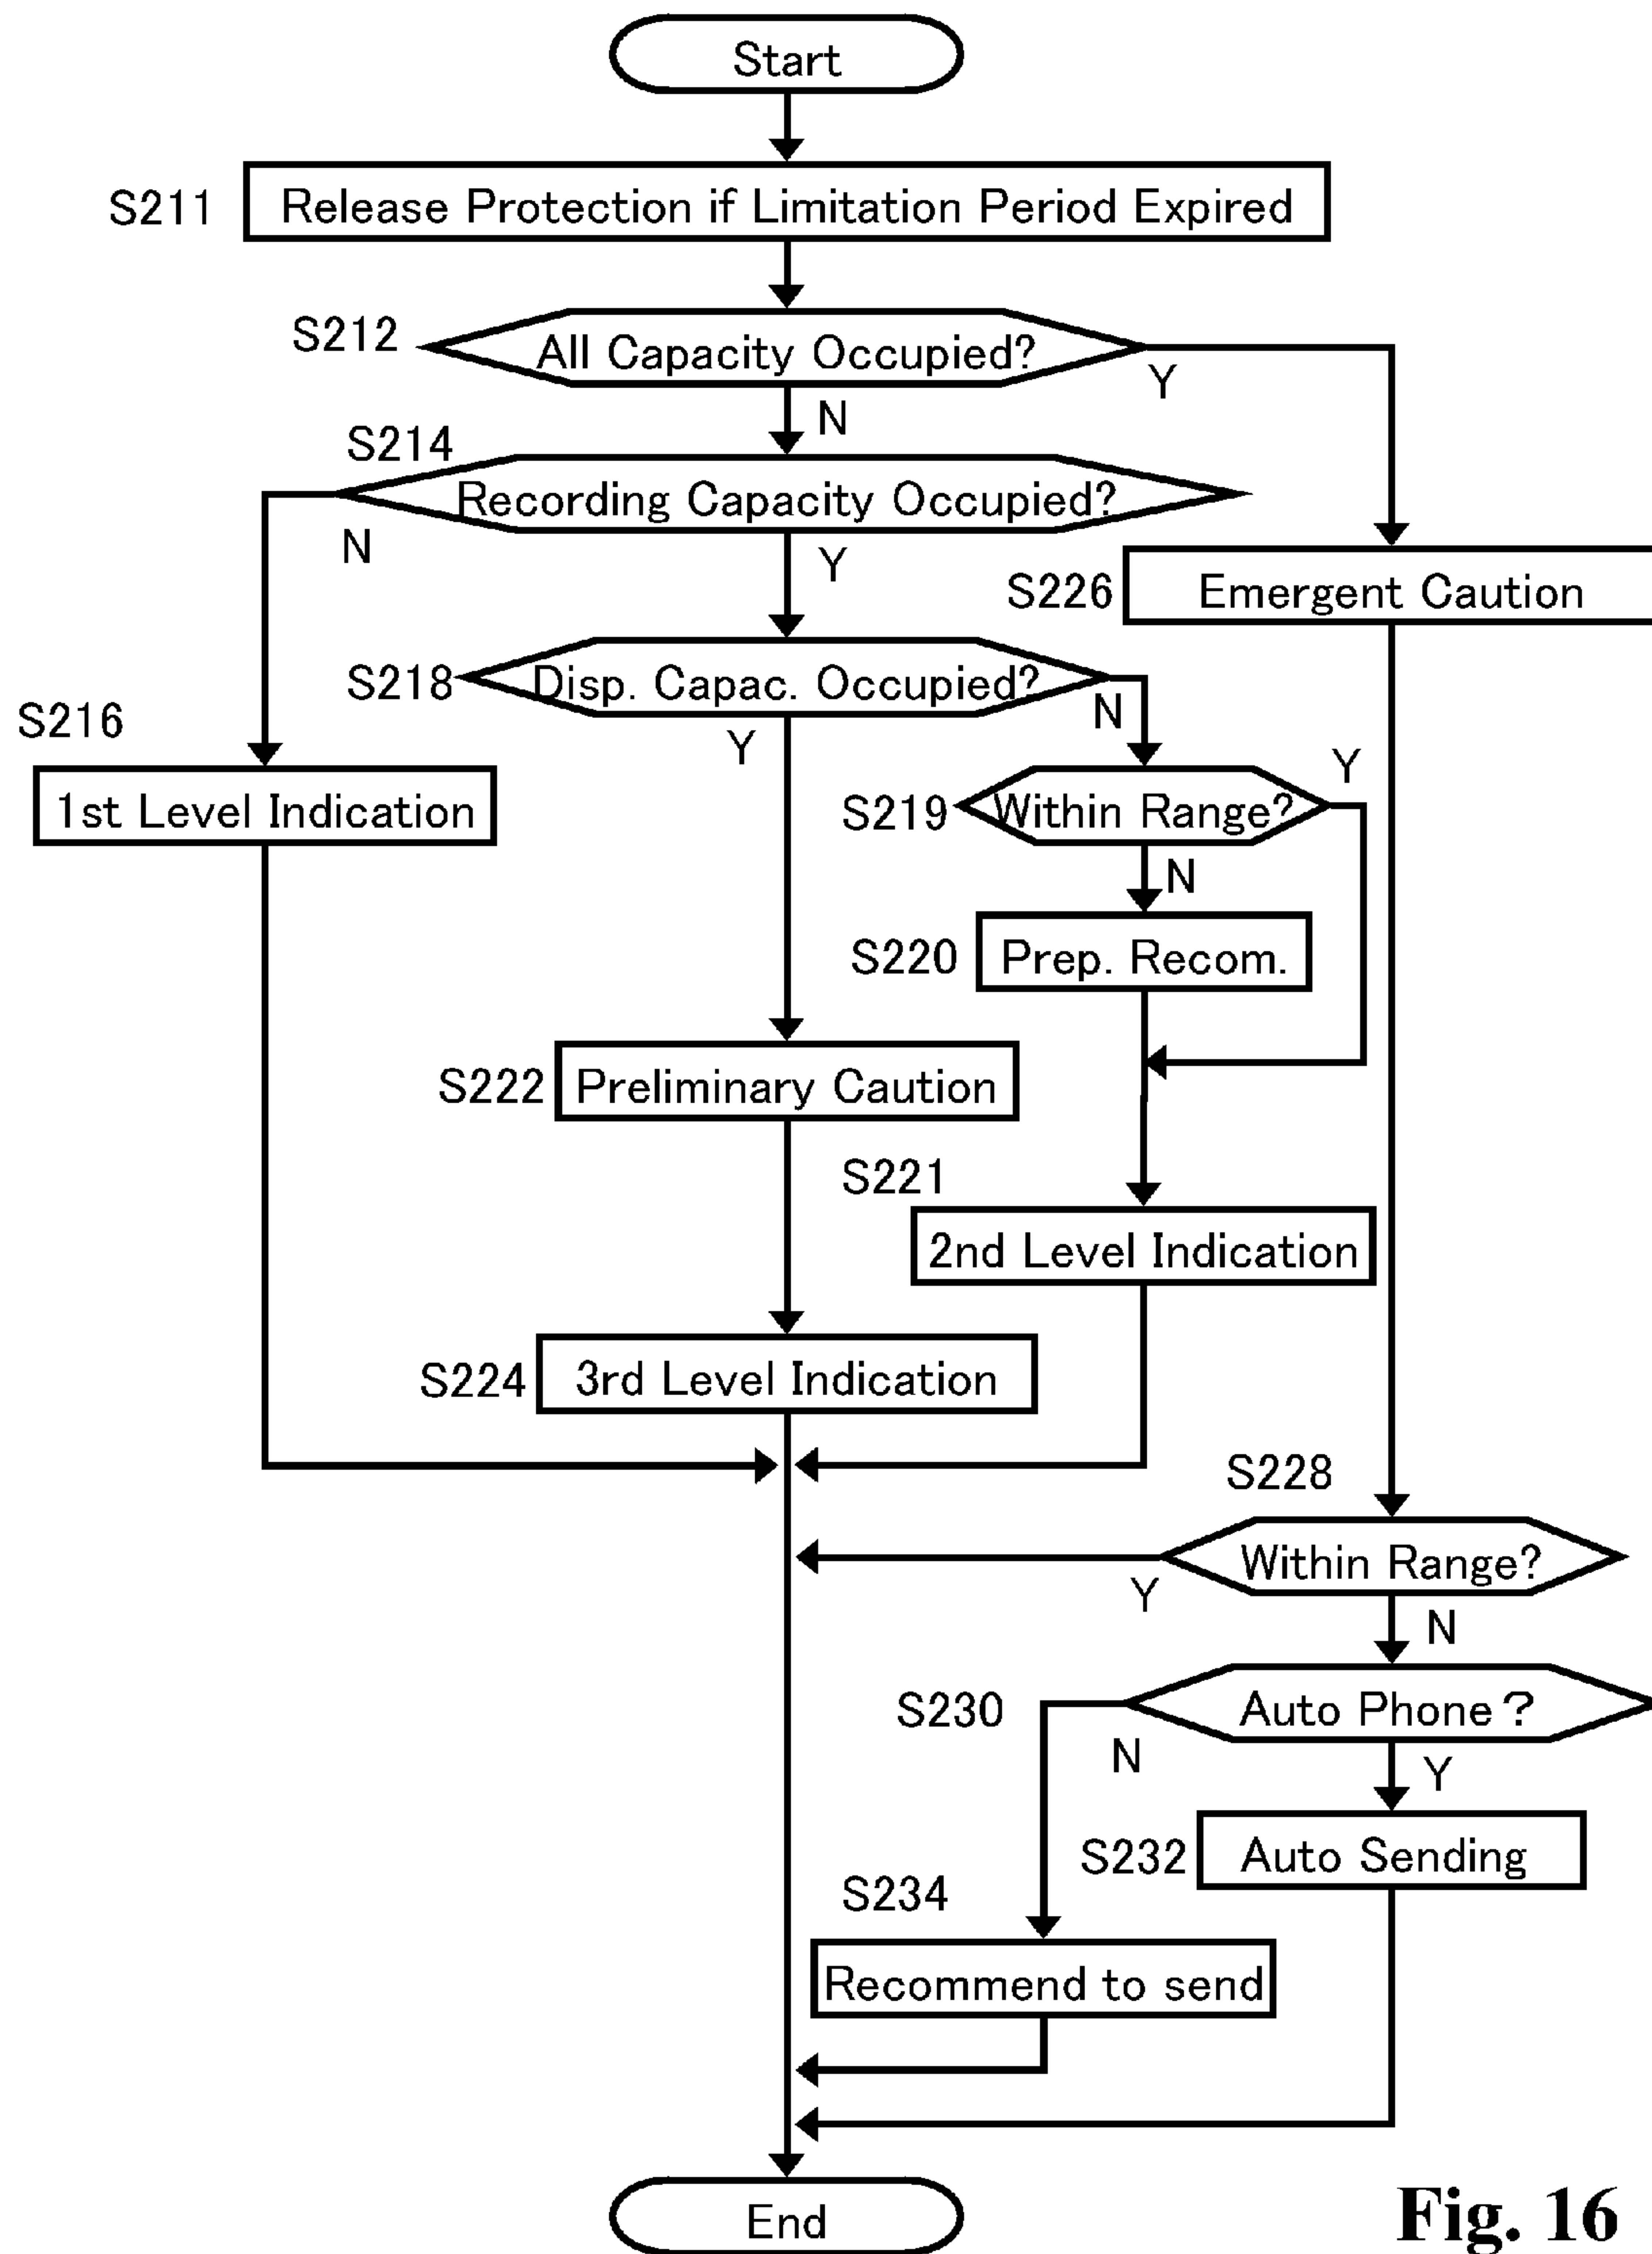 Start
S211
Release Protection if Limitation Period Expired
S212
All Capacity Occupied?
Y
N
S214
Recording Capacity Occupied?
N
Y
S226
Emergent Caution
S218
Disp. Capac. Occupied?
N
Y
S216
1st Level Indication
S219
Within Range?
Y
N
S220
Prep. Recom.
S222
Preliminary Caution
S221
2nd Level Indication
S224
3rd Level Indication
S228
Within Range?
Y
N
S230
Auto Phone?
N
Y
S232
Auto Sending
S234
Recommend to send
End
Fig. 16